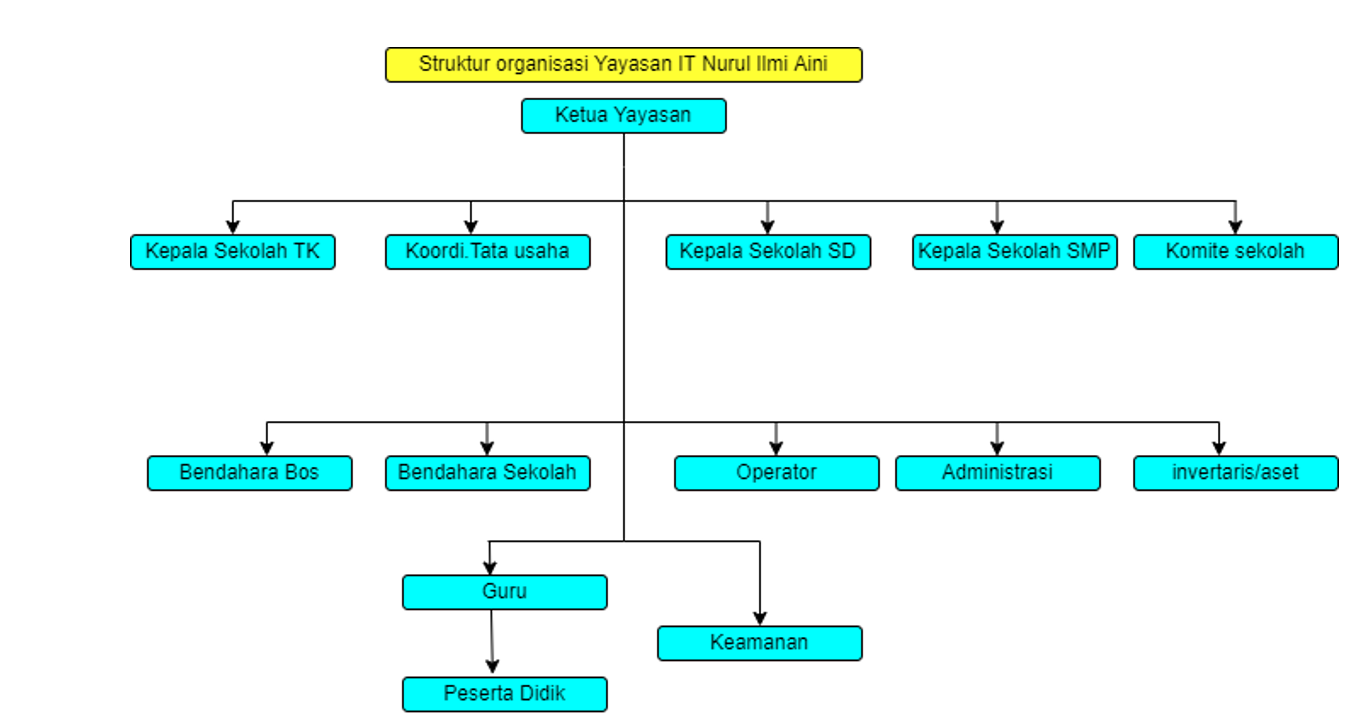 Struktur organisasi Yayasan IT Nurul Ilmi Aini
Ketua Yayasan
Kepala Sekolah TK
Koordi.Tata usaha
Kepala Sekolah SD
Kepala Sekolah SMP
Komite sekolah
Bendahara Bos
Bendahara Sekolah
Operator
Administrasi
invertaris/aset
Guru
Keamanan
Peserta Didik